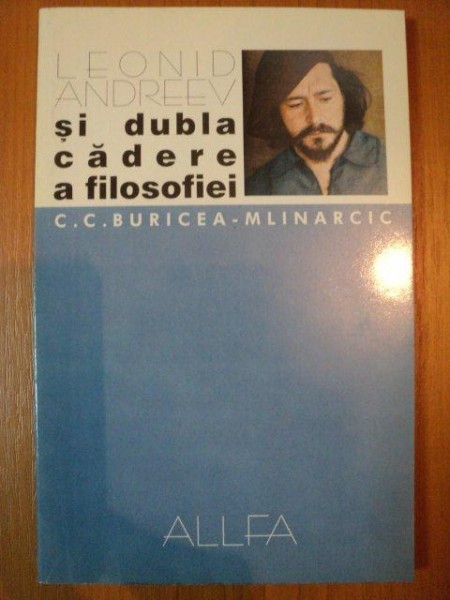 LEONID
ANDREEV
și dubla
cădere
a filosofiei
C.C.BURICEA-MLINARCIC
ALLFA